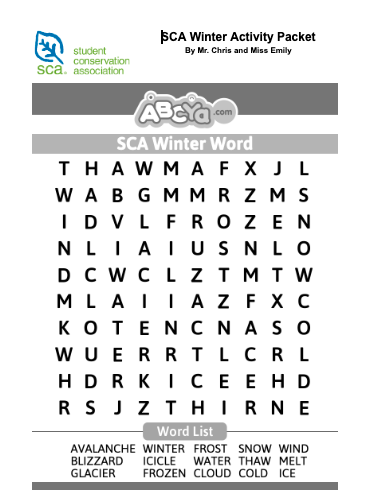 SCA Winter Activity Packet
By Mr. Chris and Miss Emily
sca
student
conservation
association
ABCYa.com
SCA Winter Word
T H A W M A F X J L
W A B G M M R Z M S
I D V L F R O Z E N
N L I A I U S N L O
D C W C L Z T M T W
M L A I I A Z F X C
K O T E N C N A S O
W U E R R T L C R L
H D R K I C E E H D
R S J Z T H I R N E
Word List
AVALANCHE WINTER FROST SNOW WIND
BLIZZARD ICICLE WATER THAW MELT
GLACIER FROZEN CLOUD COLD ICE